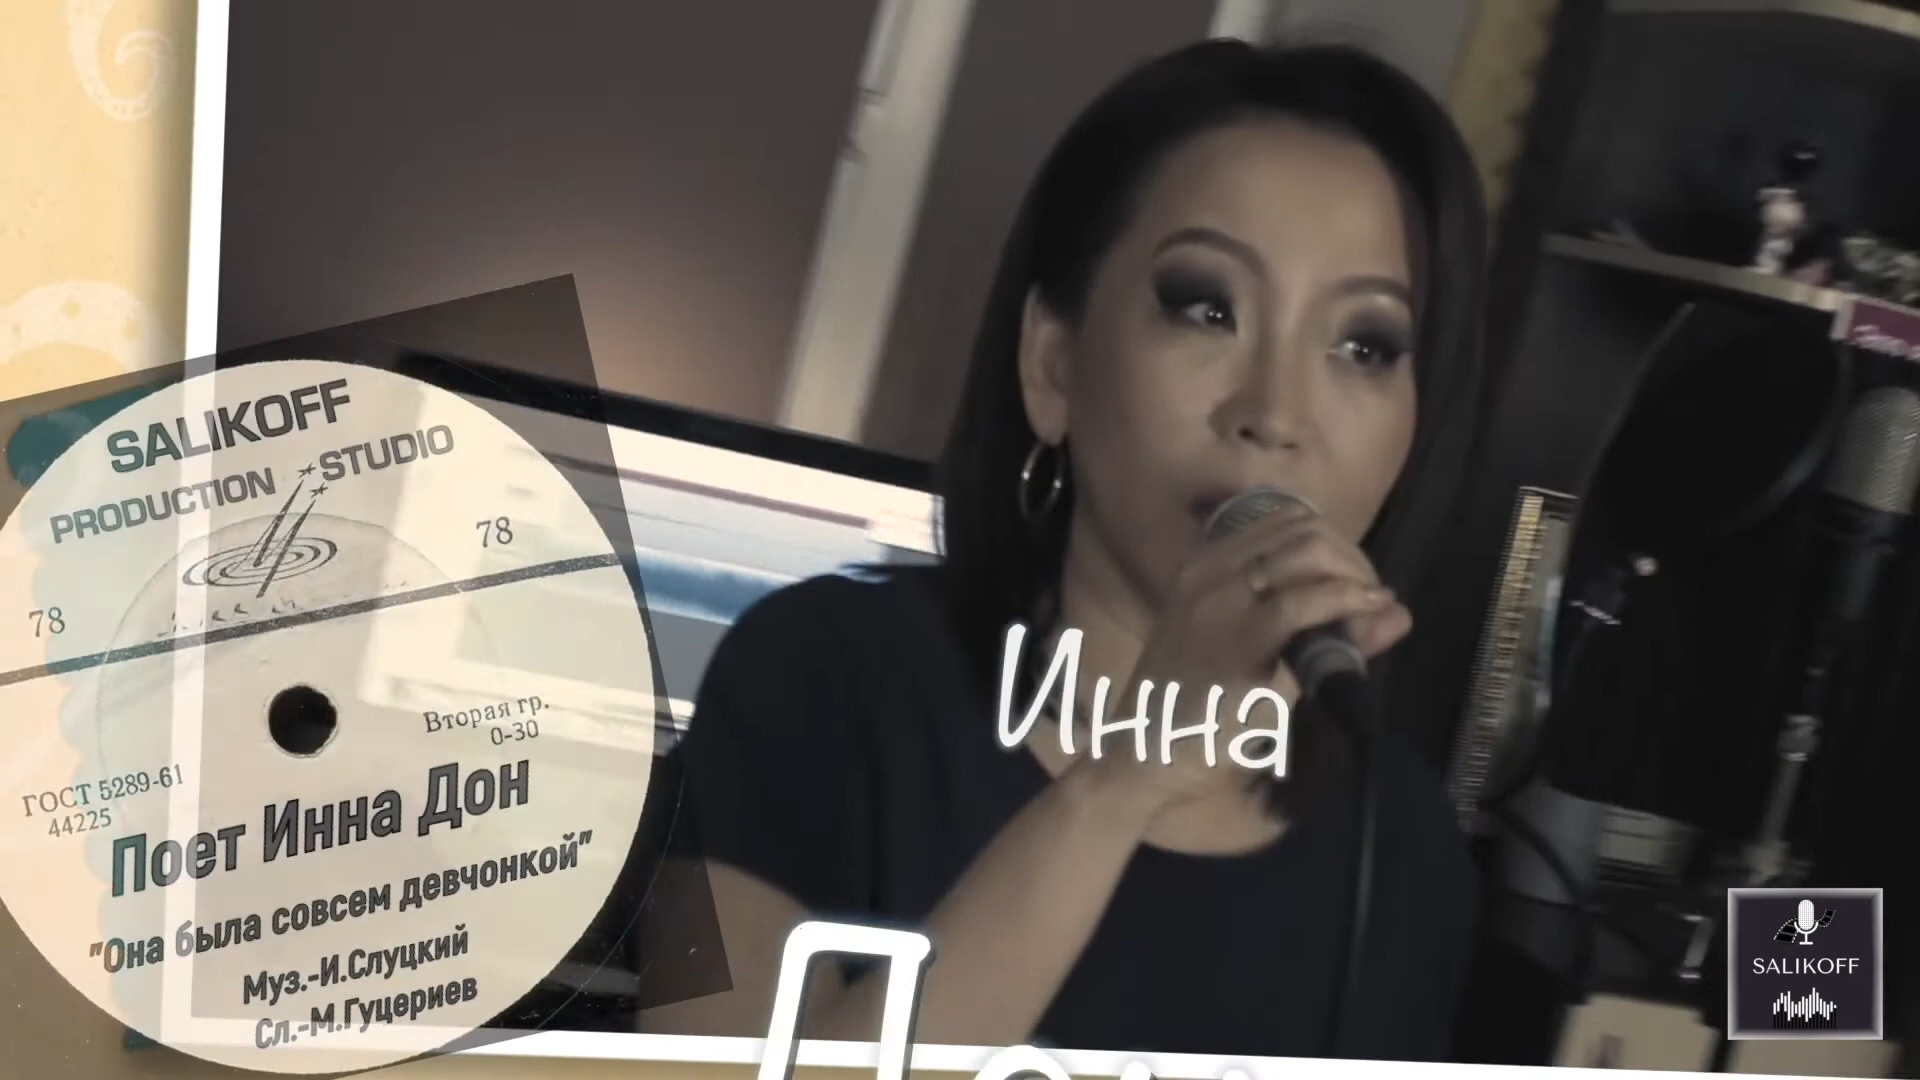 SALIKOFF
PRODUCTION STUDIO
78
78
Вторая гр.
0-30
ГОСТ 5289-61
44225
Поет Инна Дон
"Она была совсем девчонкой"
Муз.-И.Слуцкий
Сл.-М.Гуцериев
Инна
SALIKOFF